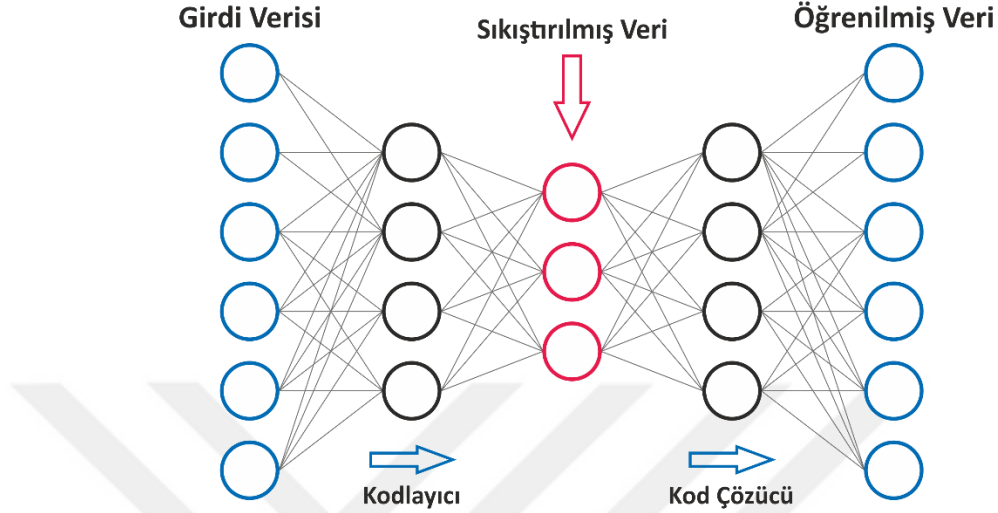 Girdi Verisi
Sıkıştırılmış Veri
Öğrenilmiş Veri
Kodlayıcı
Kod Çözücü